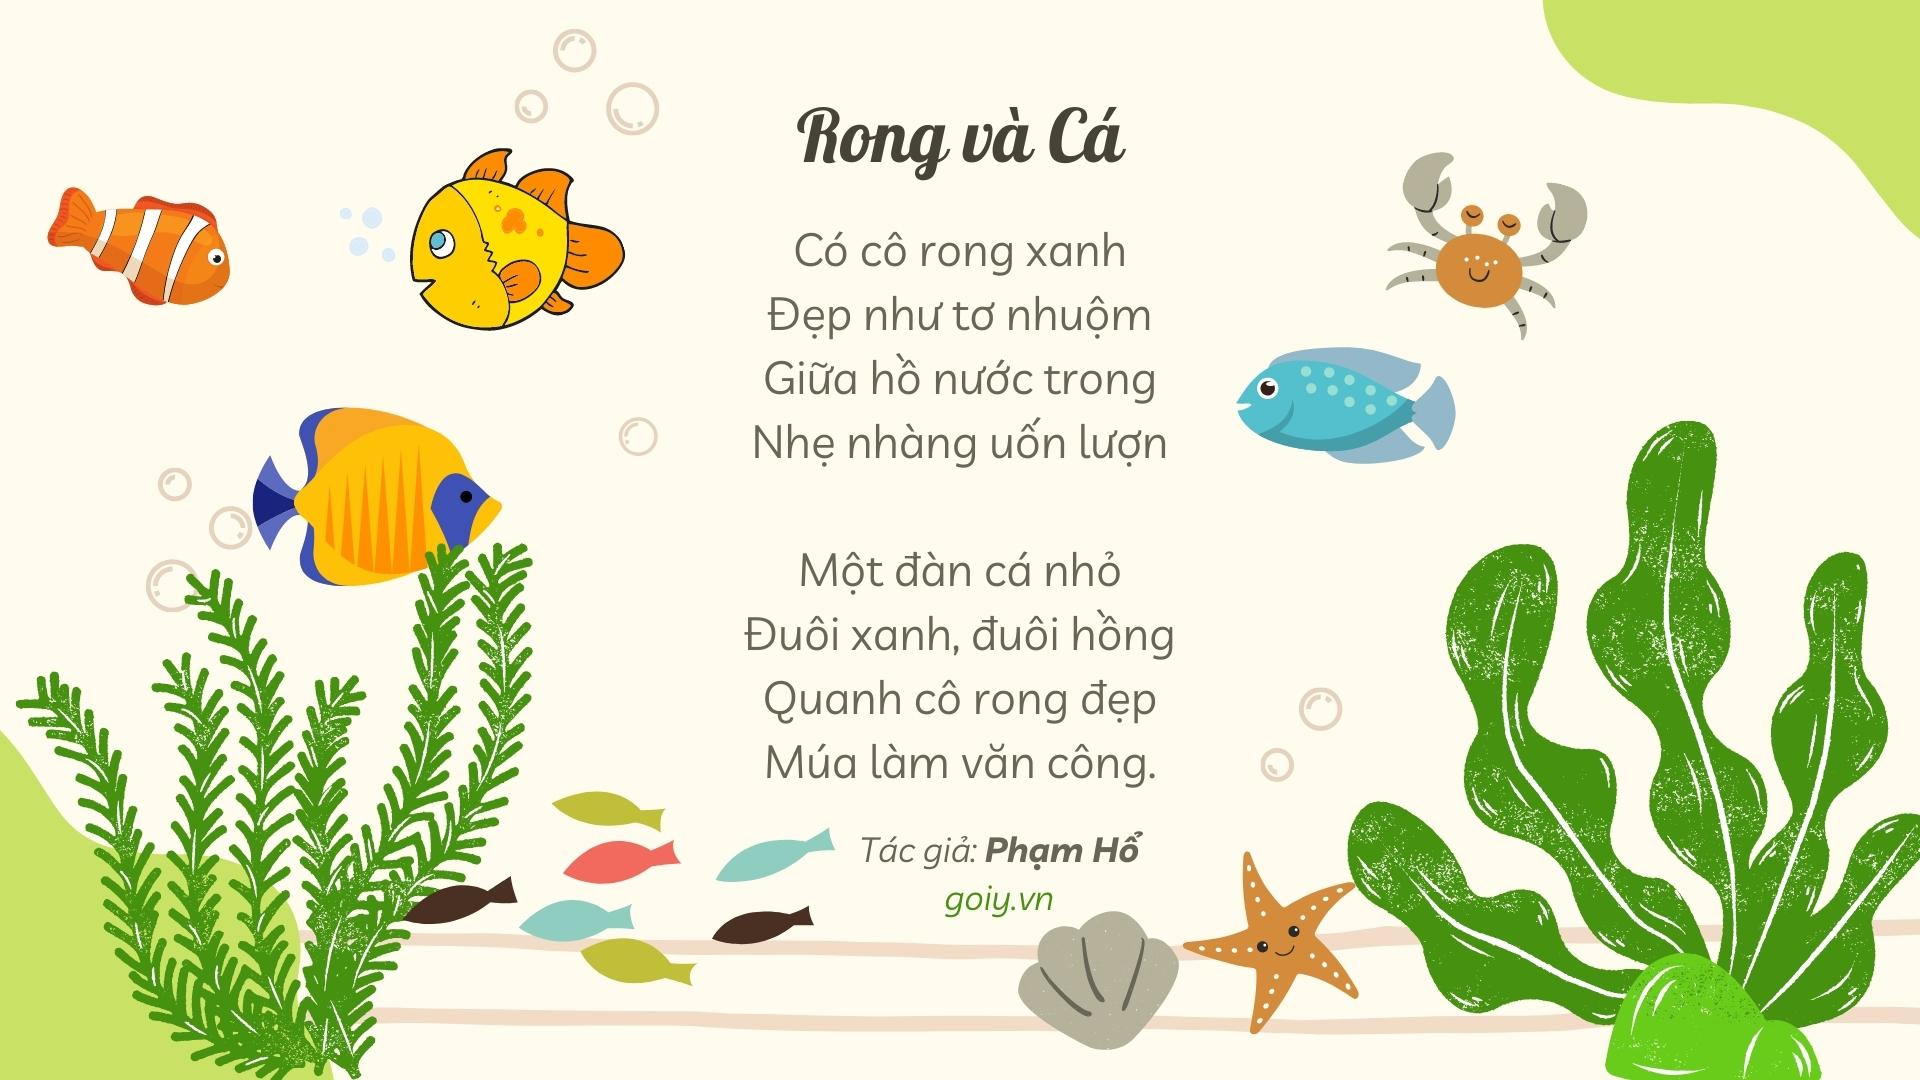 Rong và Cá
Có cô rong xanh
Đẹp như tơ nhuộm
Giữa hồ nước trong
Nhẹ nhàng uốn lượn
Một đàn cá nhỏ
Đuôi xanh, đuôi hồng
Quanh cô rong đẹp
Múa làm văn công.
Tác giả: Phạm Hổ
goiy.vn